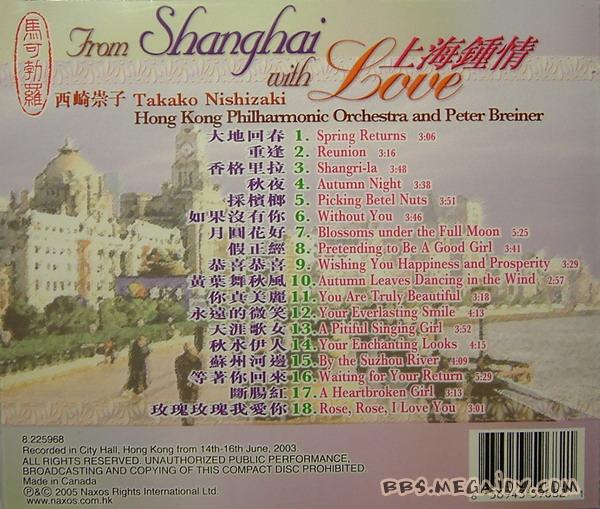 馬可勃羅
From Shanghai with Love 上海鍾情
西崎崇子 Takako Nishizaki
Hong Kong Philharmonic Orchestra and Peter Breiner
大地回春 1. Spring Returns 3:06
重逢 2. Reunion 3:16
香格里拉 3. Shangri-la 3:48
秋夜 4. Autumn Night 3:38
採檳榔 5. Picking Betel Nuts 3:51
如果沒有你 6. Without You 3:46
月圓花好 7. Blossoms under the Full Moon 5:25
假正經 8. Pretending to Be A Good Girl 3:41
恭喜恭喜 9. Wishing You Happiness and Prosperity 3:29
黃葉舞秋風 10. Autumn Leaves Dancing in the Wind 2:57
你真美麗 11. You Are Truly Beautiful 3:18
永遠的微笑 12. Your Everlasting Smile 4:13
天涯歌女 13. A Pitiful Singing Girl 3:52
秋水伊人 14. Your Enchanting Looks 4:15
蘇州河邊 15. By the Suzhou River 4:09
等著你回來 16. Waiting for Your Return 5:29
斷腸紅 17. A Heartbroken Girl 3:13
玫瑰玫瑰我愛你 18. Rose, Rose, I Love You 3:01
8.225968
Recorded in City Hall, Hong Kong from 14th-16th June, 2003.
ALL RIGHTS RESERVED. UNAUTHORIZED PUBLIC PERFORMANCE,
BROADCASTING AND COPYING OF THIS COMPACT DISC PROHIBITED.
Made in Canada
℗&© 2005 Naxos Rights International Ltd.
www.naxos.com.hk
BBS.MEGAJOY.COM